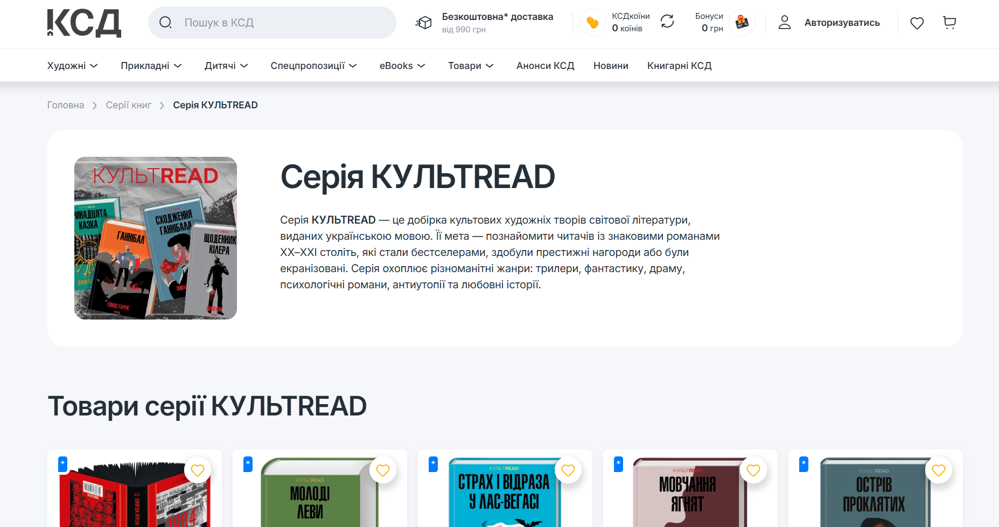 КСД
Пошук в КСД
Безкоштовна* доставка
від 990 грн
КСДкоїни
0 коїнів
Бонуси
0 грн
Авторизуватись
Художні
Прикладні
Дитячі
Спецпропозиції
eBooks
Товари
Анонси КСД
Новини
Книгарні КСД
Головна
Серії книг
Серія КУЛЬТREAD
КУЛЬТREAD
КАЗКА
ГАННІБАЛ
ТОМАС ГАРРІС
СХОДЖЕННЯ
ГАННІБАЛА
ЩОДЕННИК
КІЛЕРА
Серія КУЛЬТREAD
Серія КУЛЬТREAD — це добірка культових художніх творів світової літератури,
виданих українською мовою. Її мета — познайомити читачів із знаковими романами
XX–XXI століть, які стали бестселерами, здобули престижні нагороди або були
екранізовані. Серія охоплює різноманітні жанри: трилери, фантастику, драму,
психологічні романи, антиутопії та любовні історії.
Товари серії КУЛЬТREAD
*
1984
*
КУЛЬТREAD
МОЛОДІ
ЛЕВИ
*
КУЛЬТREAD
СТРАХ І ВІДРАЗА
У ЛАС-ВЕГАСІ
*
КУЛЬТREAD
МОВЧАННЯ
ЯГНЯТ
*
КУЛЬТREAD
ОСТРІВ
ПРОКЛЯТИХ